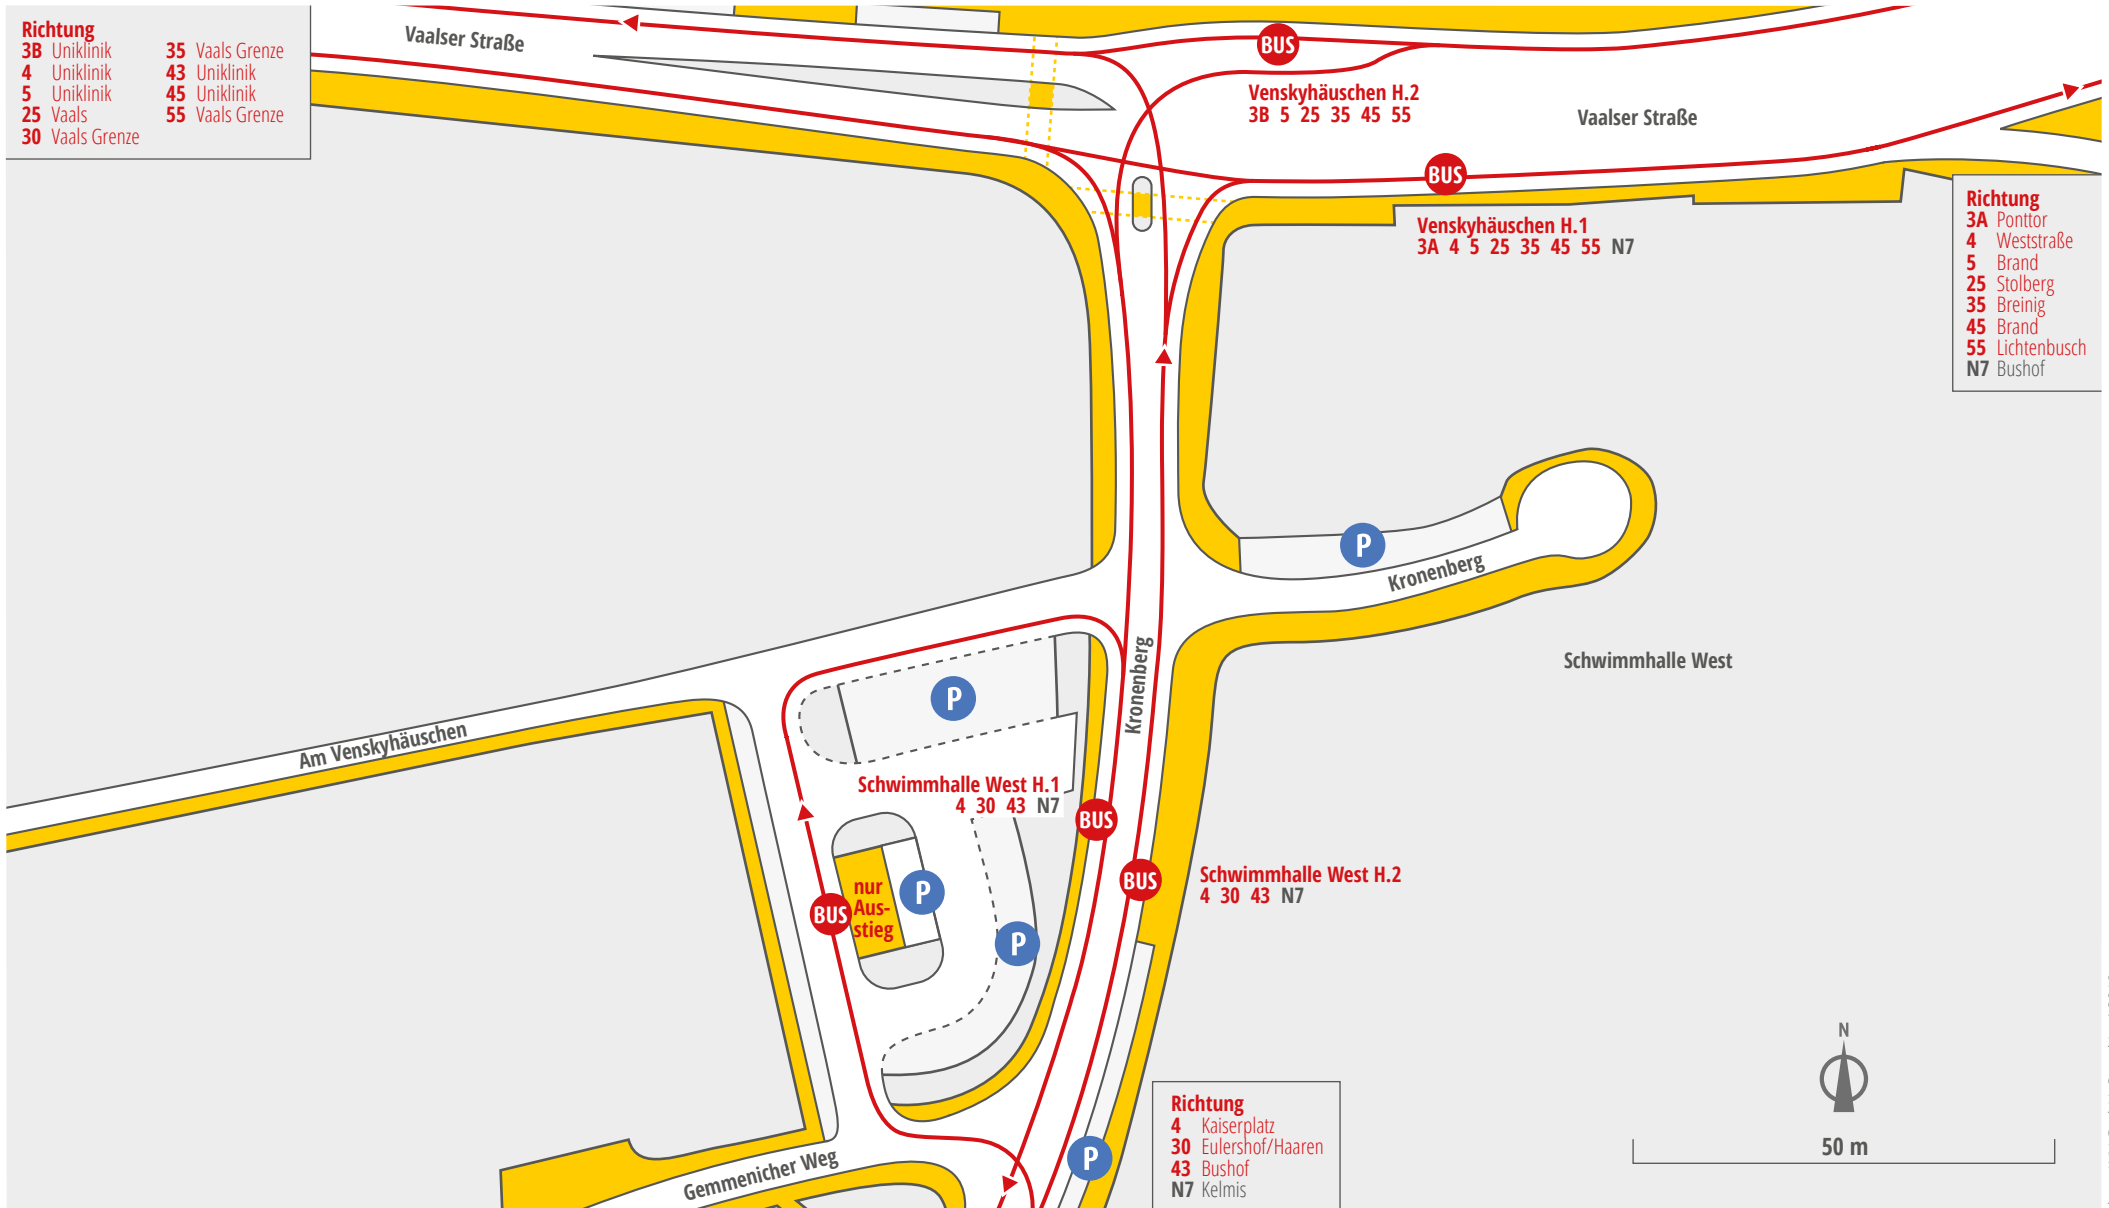 Richtung
3B Uniklinik
4 Uniklinik
5 Uniklinik
25 Vaals
30 Vaals Grenze
35 Vaals Grenze
43 Uniklinik
45 Uniklinik
55 Vaals Grenze
Vaalser Straße
BUS
Venskyhäuschen H.2
3B 5 25 35 45 55
Vaalser Straße
BUS
Venskyhäuschen H.1
3A 4 5 25 35 45 55 N7
Richtung
3A Ponttor
4 Weststraße
5 Brand
25 Stolberg
35 Breinig
45 Brand
55 Lichtenbusch
N7 Bushof
P
Kronenberg
Kronenberg
Schwimmhalle West
P
Am Venskyhäuschen
Schwimmhalle West H.1
4 30 43 N7
BUS
BUS
Schwimmhalle West H.2
4 30 43 N7
nur
Aus-
stieg
BUS
P
P
N
50 m
Richtung
4 Kaiserplatz
30 Eulershof/Haaren
43 Bushof
N7 Kelmis
P
Gemmenicher Weg